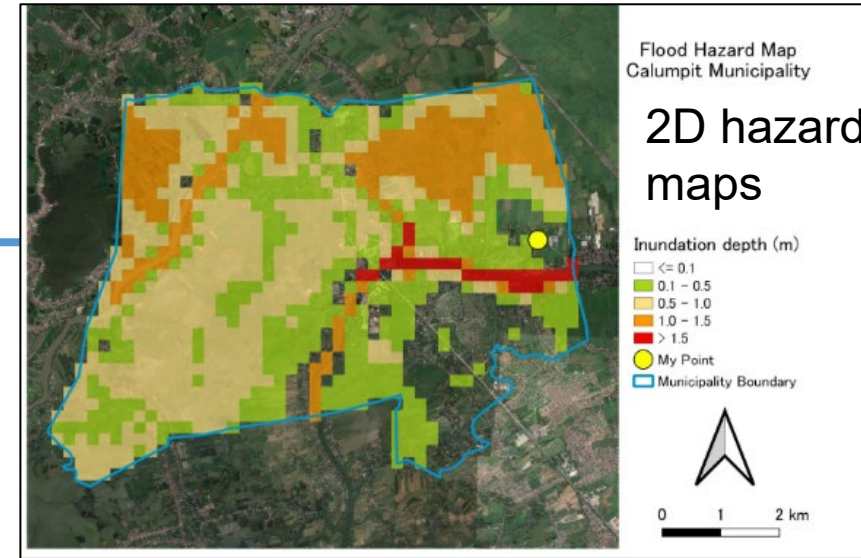 Flood Hazard Map
Calumpit Municipality
2D hazard
maps
Inundation depth (m)
<= 0.1
0.1 - 0.5
0.5 - 1.0
1.0 - 1.5
> 1.5
My Point
Municipality Boundary
0 1 2 km